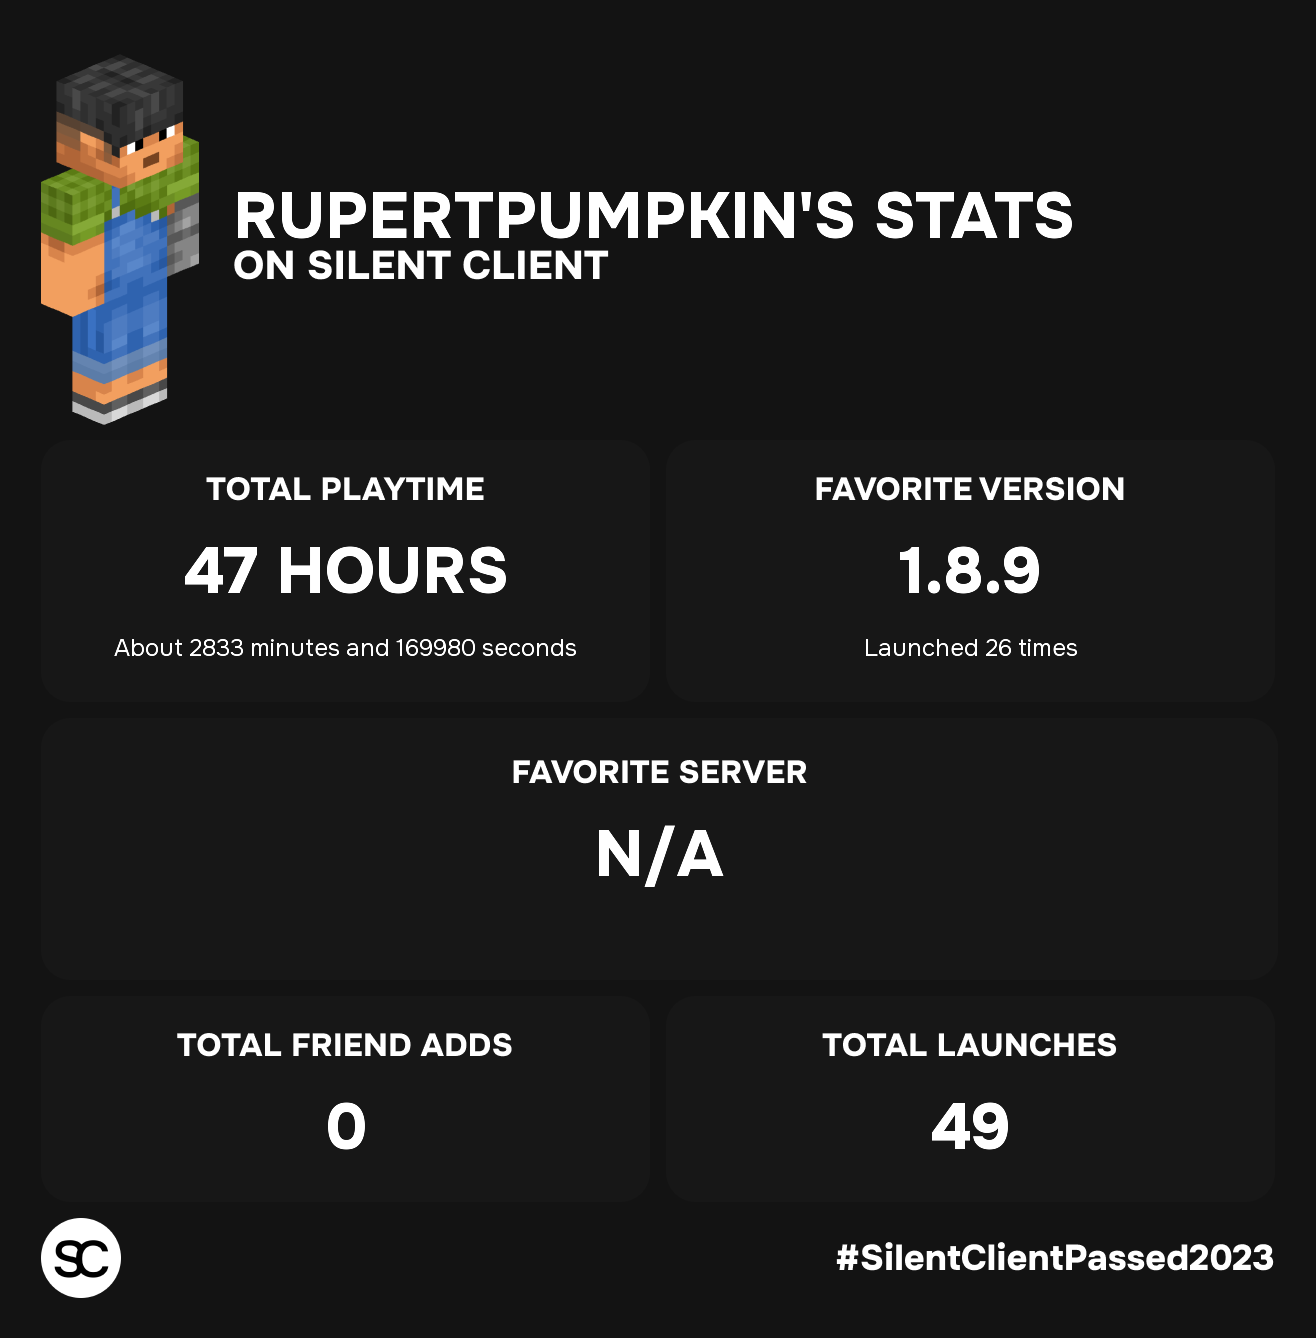 RUPERTPUMPKIN'S STATS
ON SILENT CLIENT
TOTAL PLAYTIME
47 HOURS
About 2833 minutes and 169980 seconds
FAVORITE VERSION
1.8.9
Launched 26 times
FAVORITE SERVER
N/A
TOTAL FRIEND ADDS
0
TOTAL LAUNCHES
49
SC
#SilentClientPassed2023